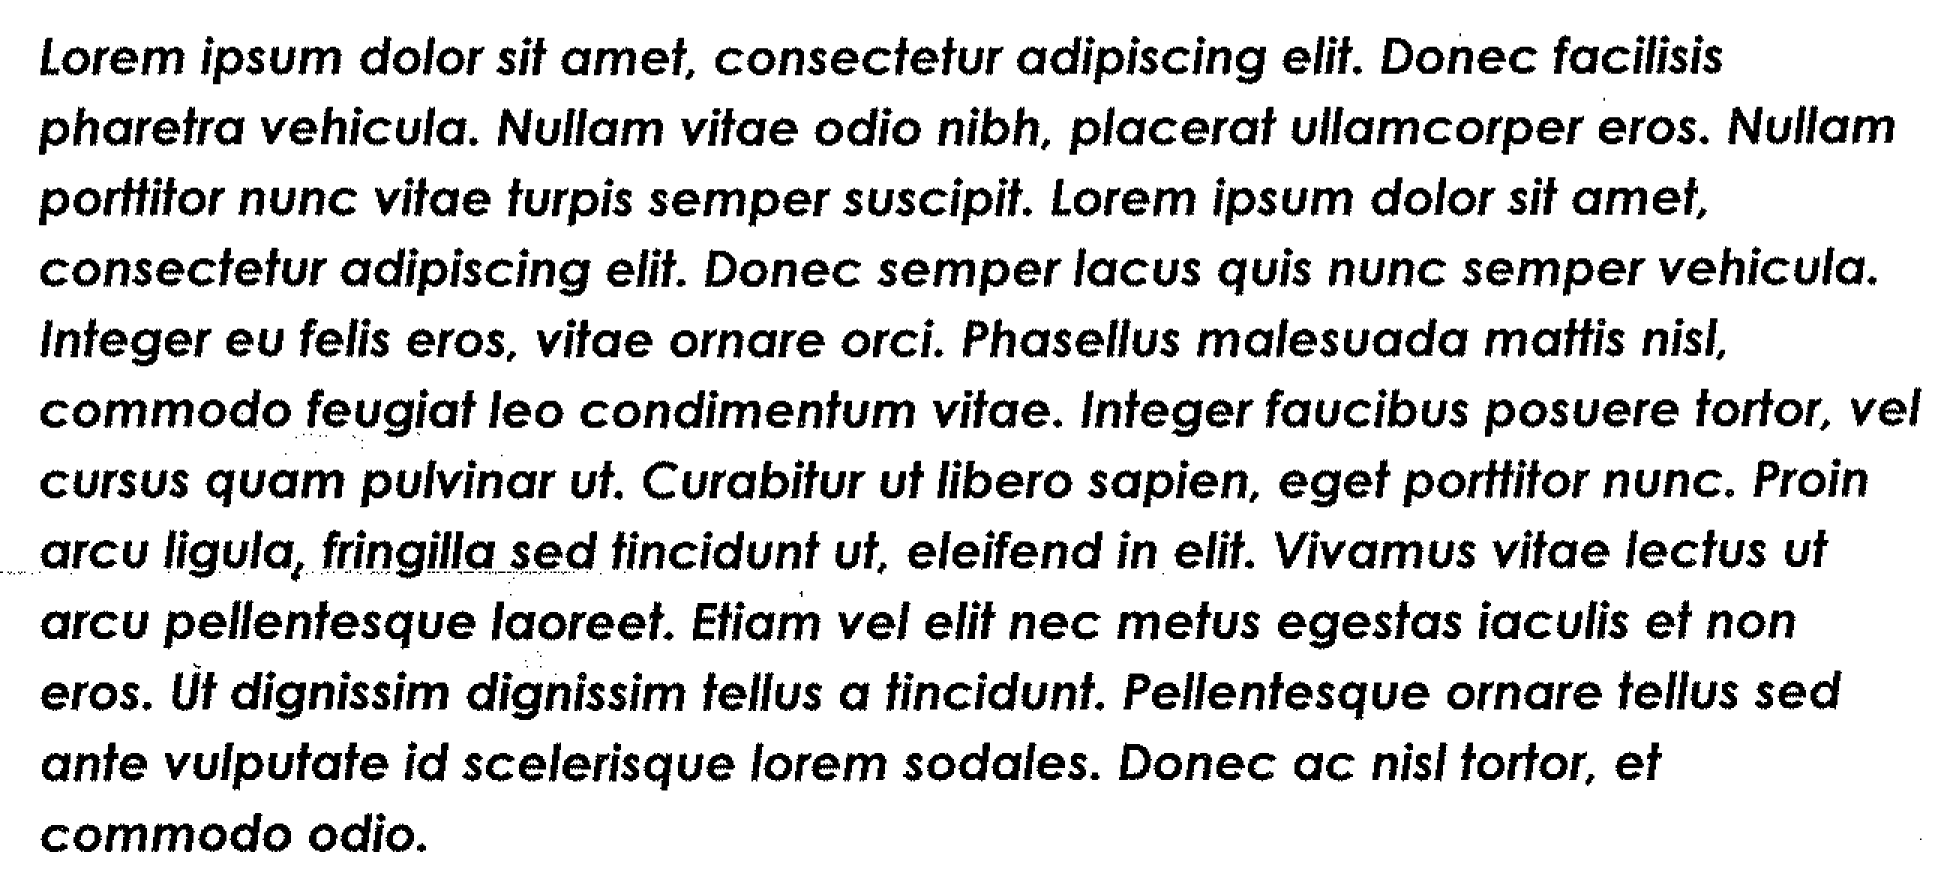 Lorem ipsum dolor sit amet, consectetur adipiscing elit. Donec facilisis
pharetra vehicula. Nullam vitae odio nibh, placerat ullamcorper eros. Nullam
porttitor nunc vitae turpis semper suscipit. Lorem ipsum dolor sit amet,
consectetur adipiscing elit. Donec semper lacus quis nunc semper vehicula.
Integer eu felis eros, vitae ornare orci. Phasellus malesuada mattis nisl,
commodo feugiat leo condimentum vitae. Integer faucibus posuere tortor, vel
cursus quam pulvinar ut. Curabitur ut libero sapien, eget porttitor nunc. Proin
arcu ligula, fringilla sed tincidunt ut, eleifend in elit. Vivamus vitae lectus ut
arcu pellentesque laoreet. Etiam vel elit nec metus egestas iaculis et non
eros. Ut dignissim dignissim tellus a tincidunt. Pellentesque ornare tellus sed
ante vulputate id scelerisque lorem sodales. Donec ac nisl tortor, et
commodo odio.